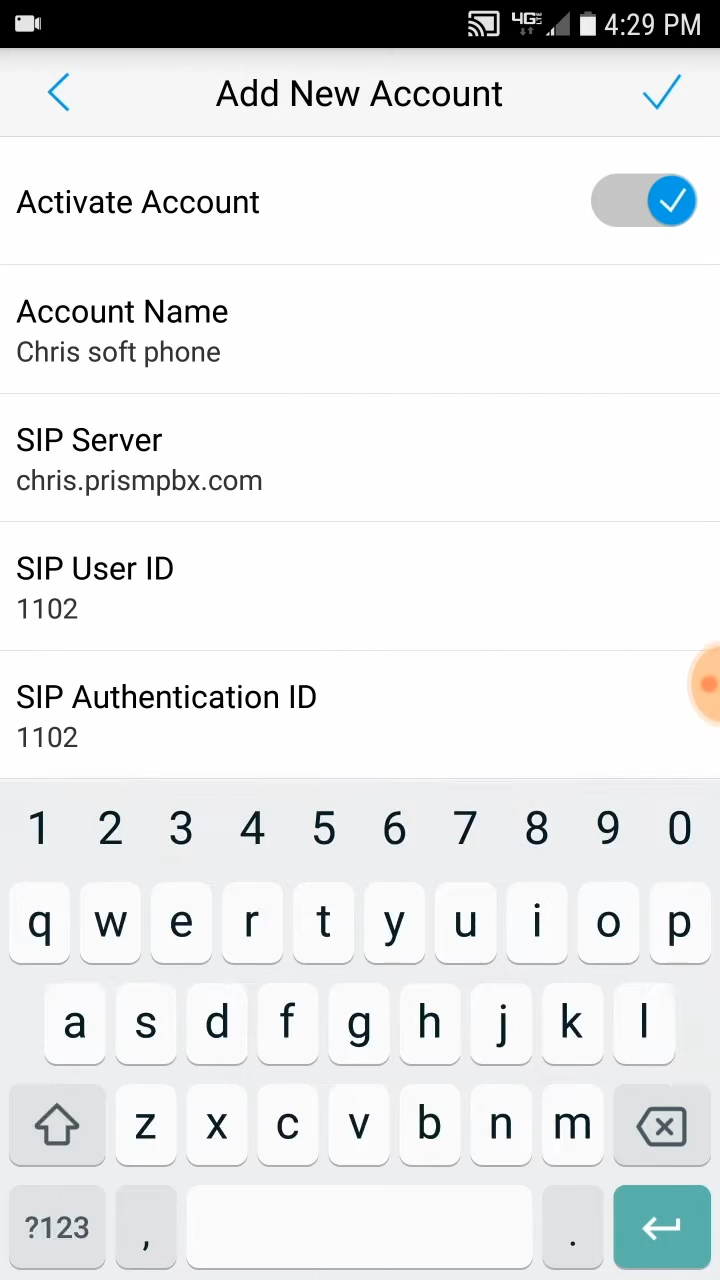 4G LTE 4:29 PM
Add New Account
Activate Account
Account Name
Chris soft phone
SIP Server
chris.prismpbx.com
SIP User ID
1102
SIP Authentication ID
1102
1 2 3 4 5 6 7 8 9 0
q w e r t y u i o p
a s d f g h j k l
z x c v b n m
?123 , .